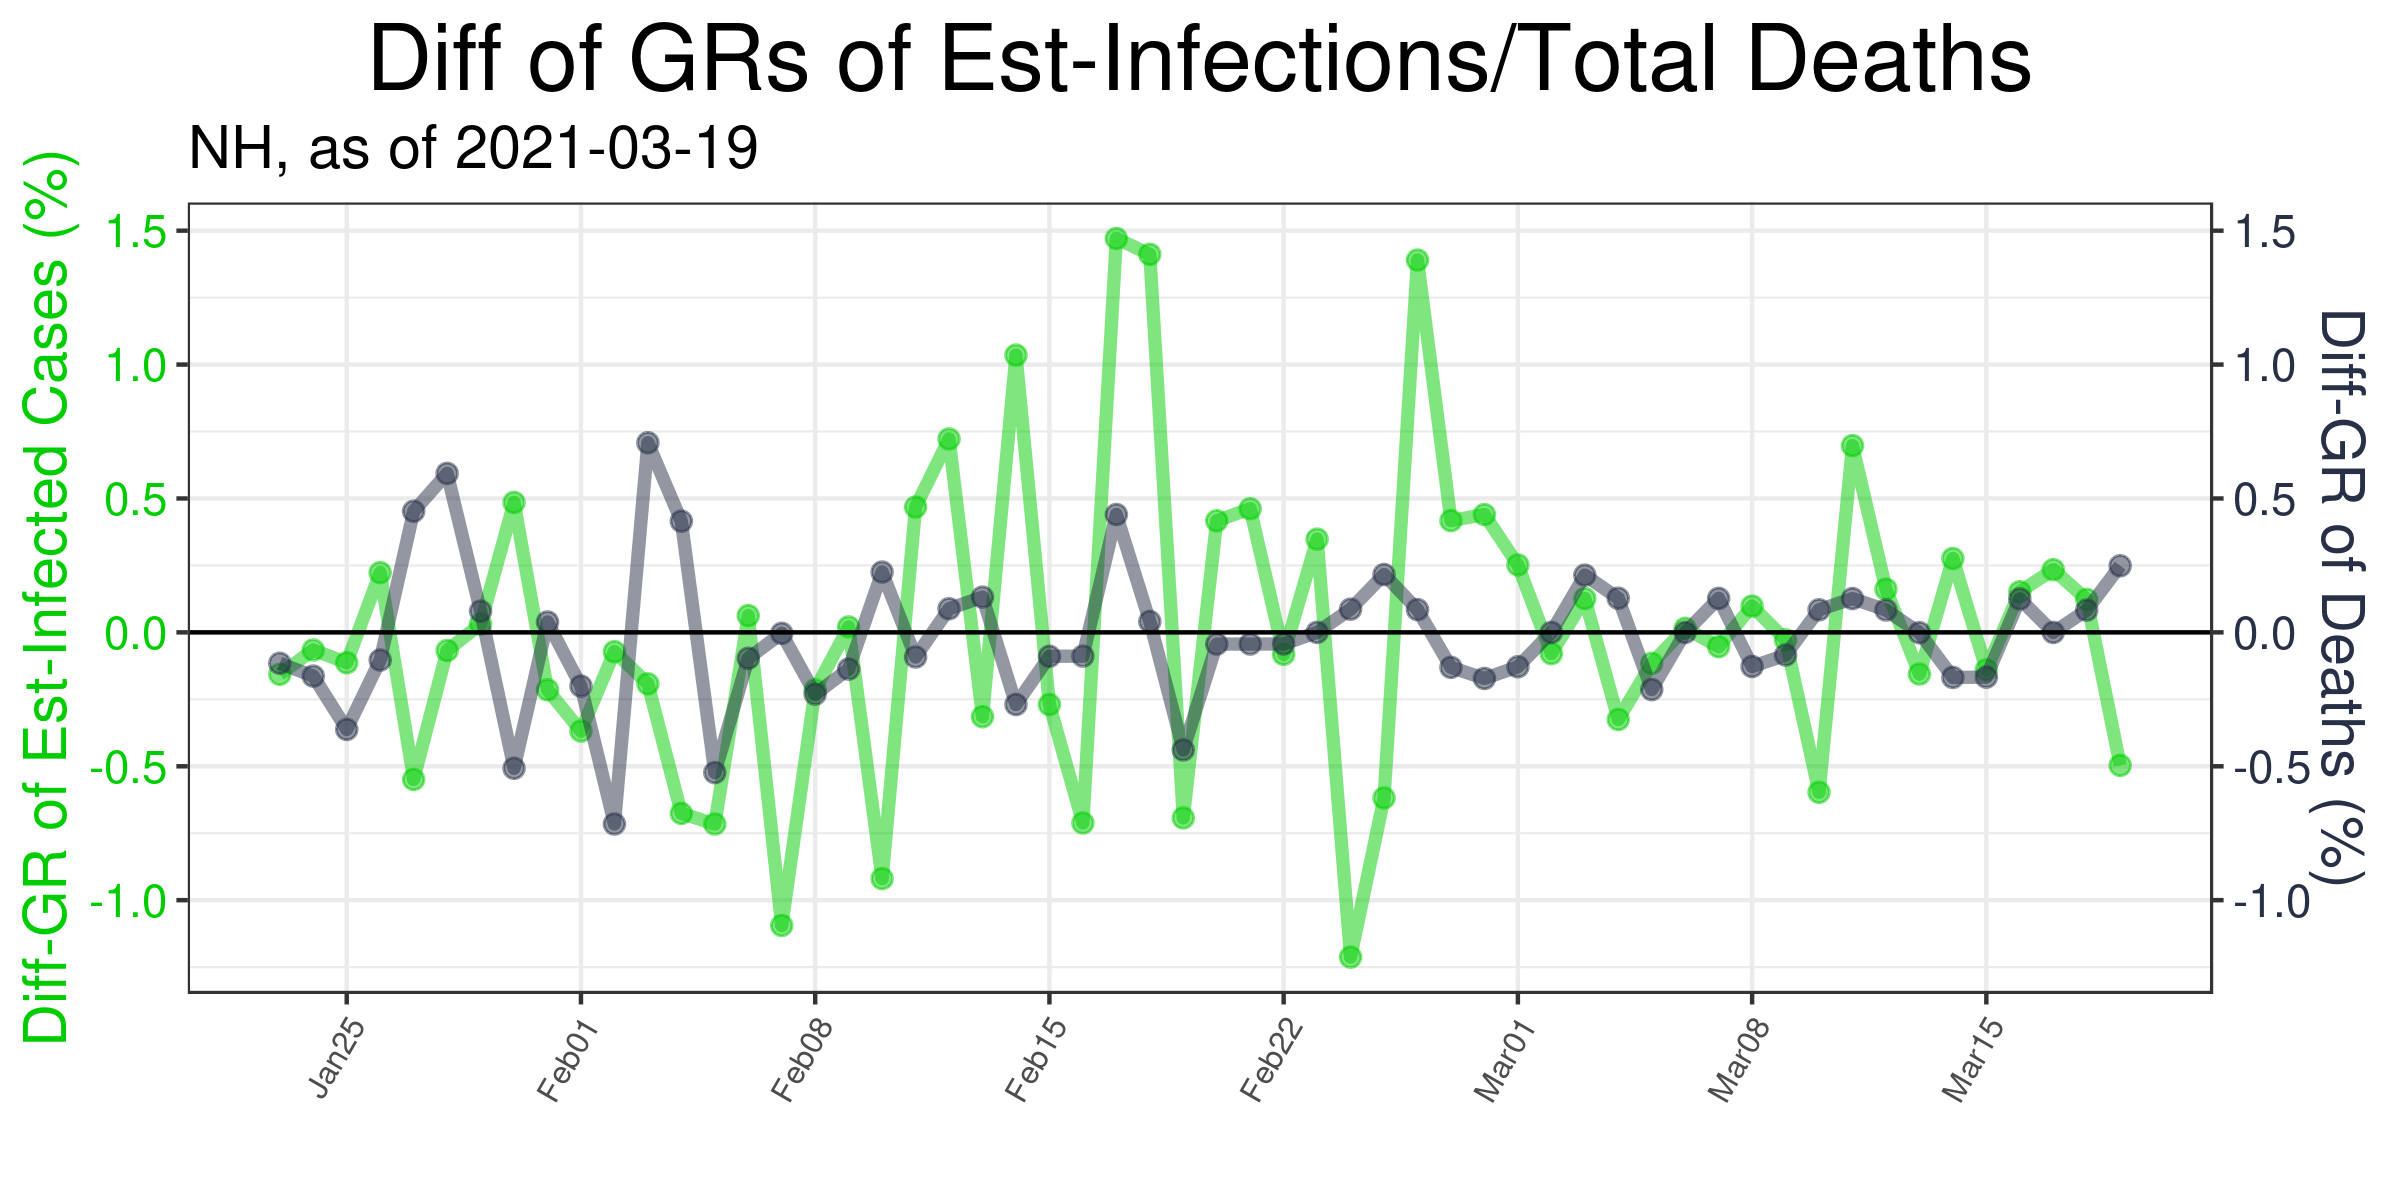 Diff of GRs of Est-Infections/Total Deaths
NH, as of 2021-03-19
Diff-GR of Est-Infected Cases (%)
1.5
1.0
0.5
0.0
-0.5
-1.0
1.5
1.0
0.5
0.0
-0.5
-1.0
Diff-GR of Deaths (%)
Jan25
Feb01
Feb08
Feb15
Feb22
Mar01
Mar08
Mar15